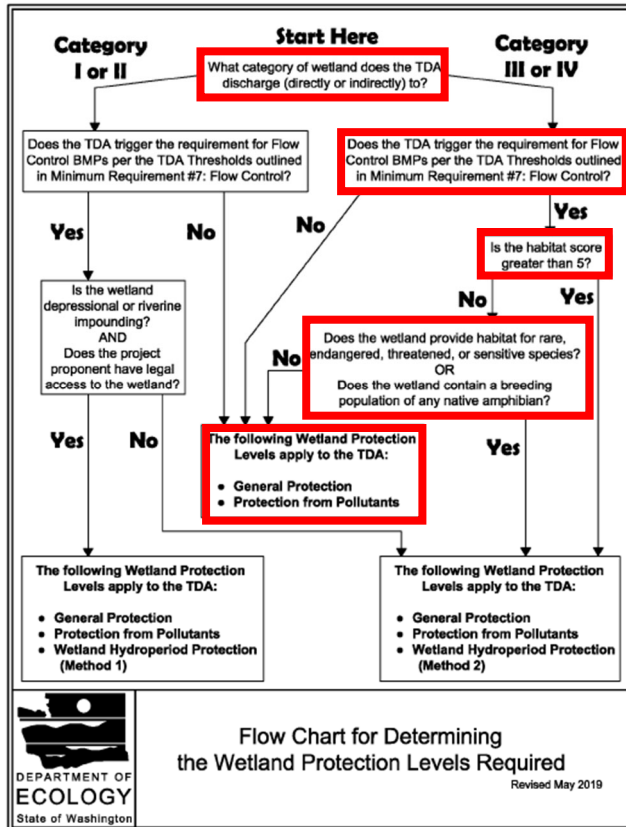 Start Here
Category
I or II
Category
III or IV
What category of wetland does the TDA
discharge (directly or indirectly) to?
Does the TDA trigger the requirement for Flow
Control BMPs per the TDA Thresholds outlined
in Minimum Requirement #7: Flow Control?
Does the TDA trigger the requirement for Flow
Control BMPs per the TDA Thresholds outlined
in Minimum Requirement #7: Flow Control?
Yes
No
No
Yes
Is the habitat score
greater than 5?
Is the wetland
depressional or riverine
impounding?
AND
Does the project
proponent have legal
access to the wetland?
No
Yes
Does the wetland provide habitat for rare,
endangered, threatened, or sensitive species?
OR
Does the wetland contain a breeding
population of any native amphibian?
No
Yes
No
Yes
The following Wetland Protection
Levels apply to the TDA:
• General Protection
• Protection from Pollutants
The following Wetland Protection
Levels apply to the TDA:
• General Protection
• Protection from Pollutants
• Wetland Hydroperiod Protection
(Method 1)
The following Wetland Protection
Levels apply to the TDA:
• General Protection
• Protection from Pollutants
• Wetland Hydroperiod Protection
(Method 2)
DEPARTMENT OF
ECOLOGY
State of Washington
Flow Chart for Determining
the Wetland Protection Levels Required
Revised May 2019